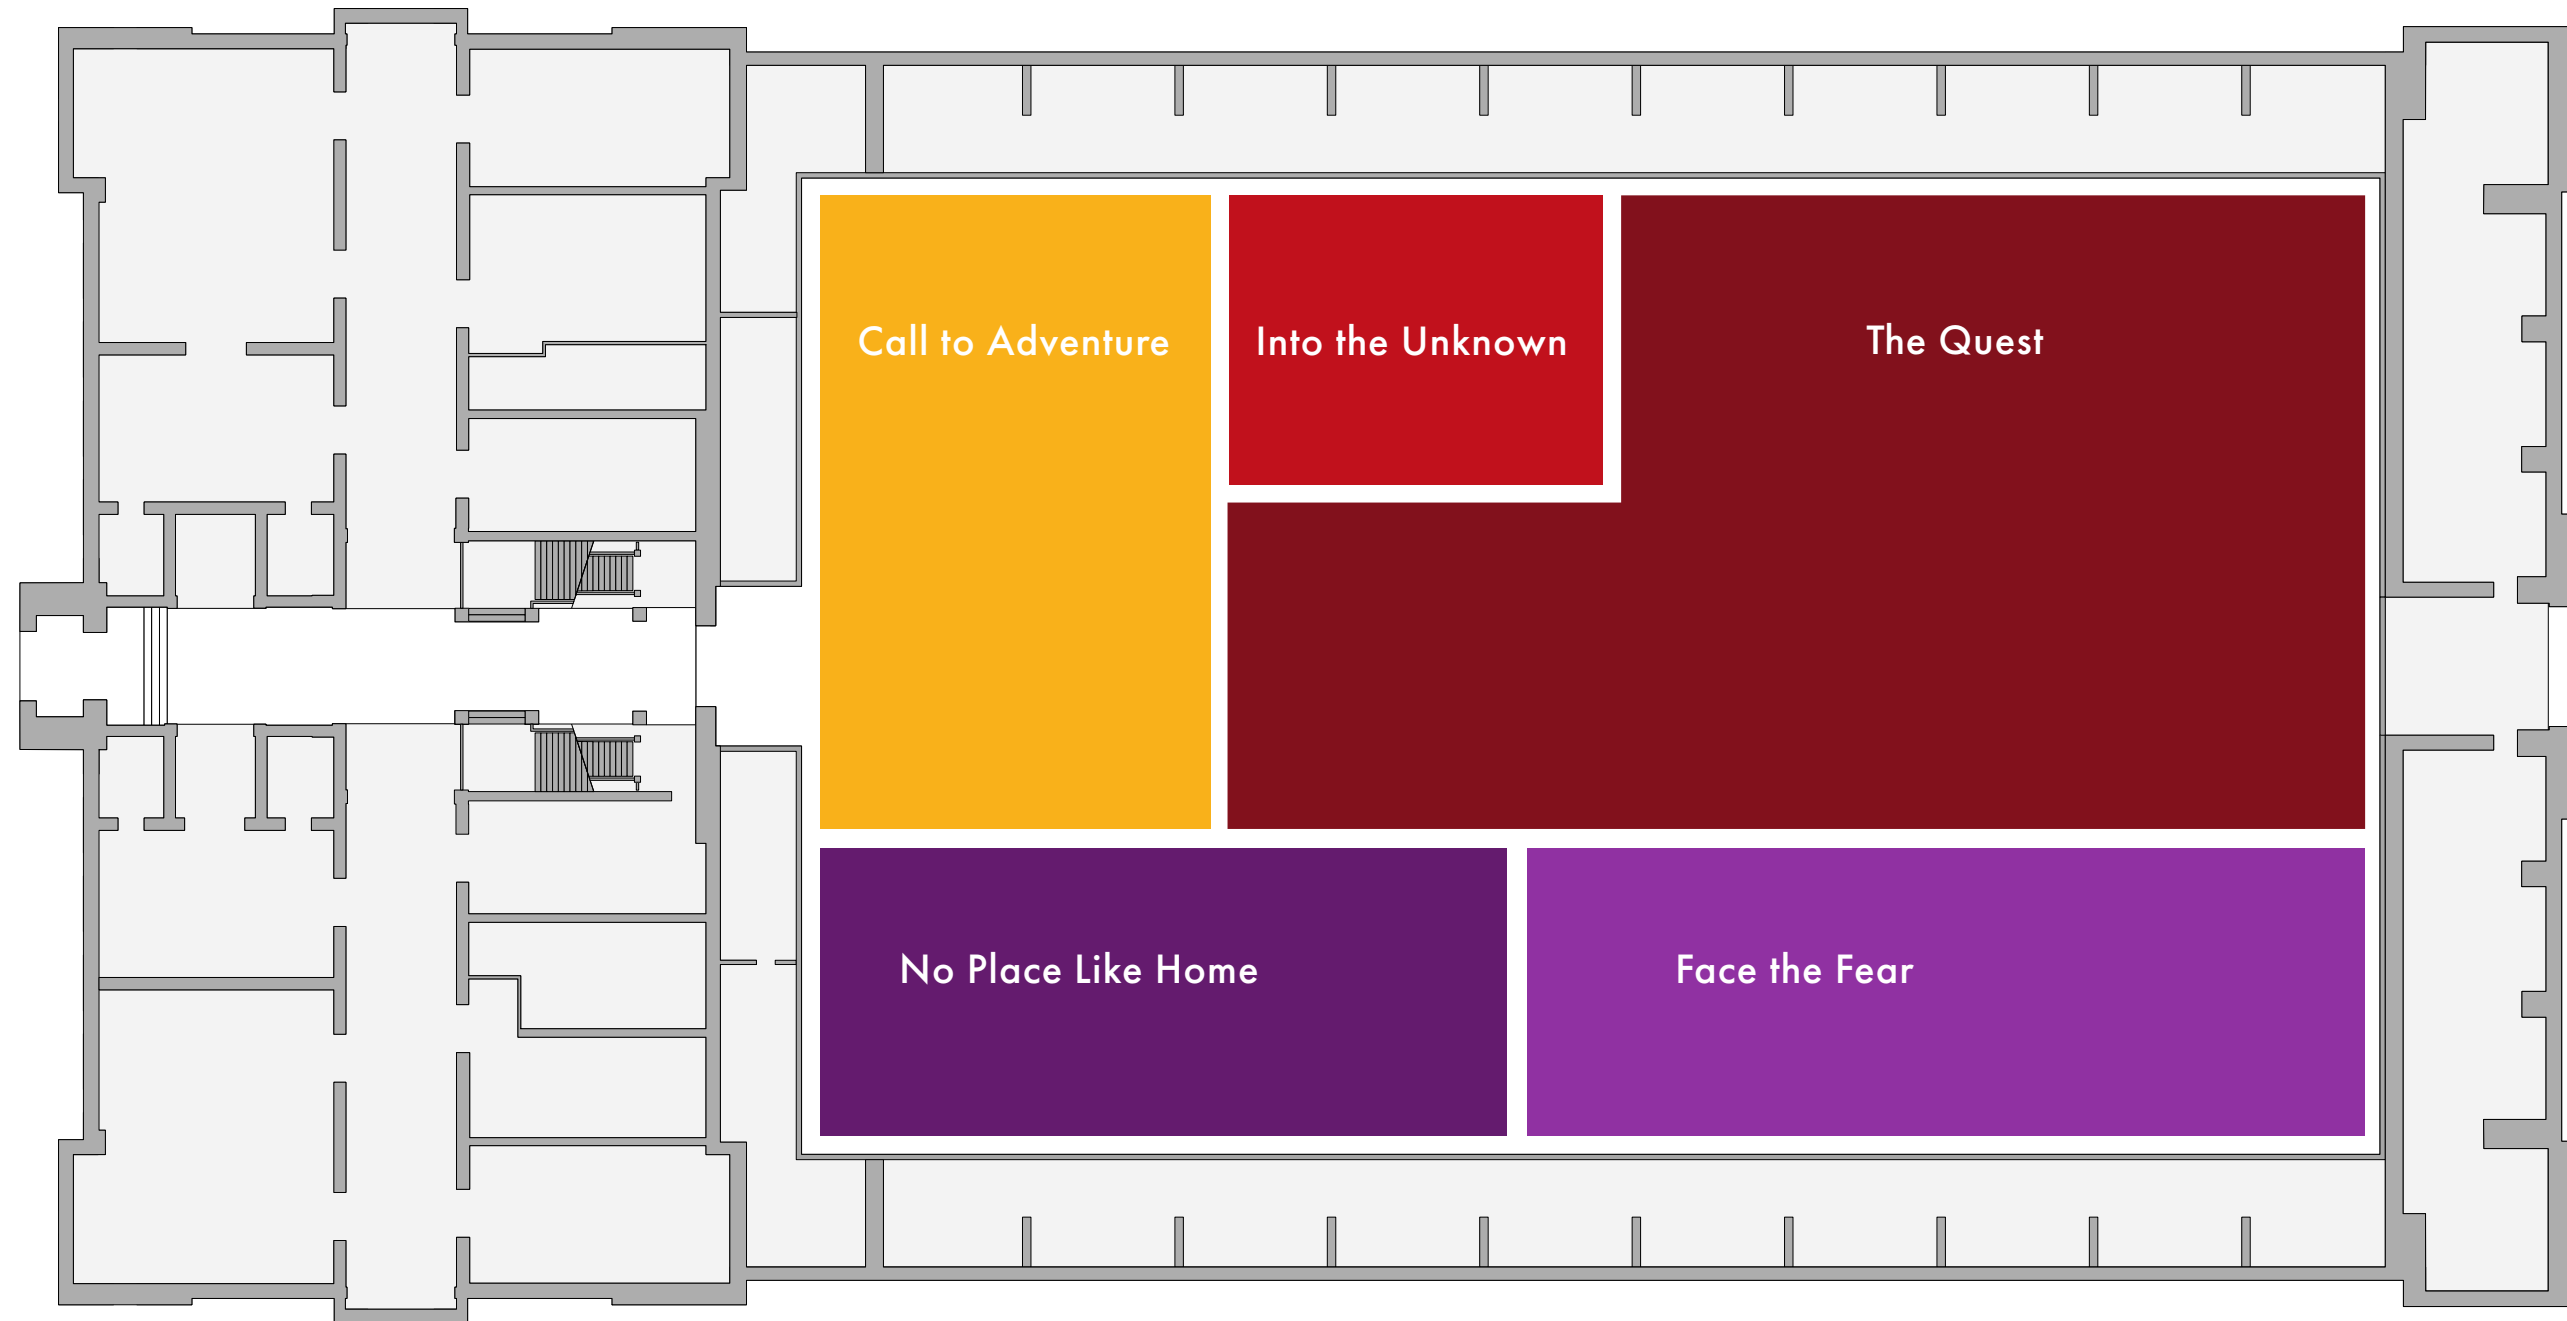 Call to Adventure
Into the Unknown
The Quest
No Place Like Home
Face the Fear